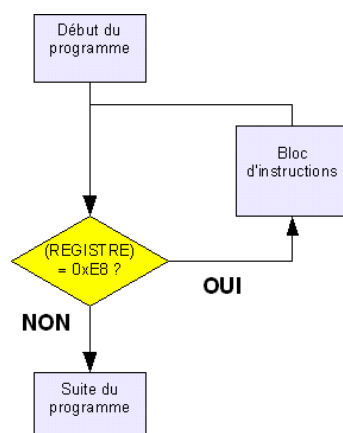 Début du
programme
Bloc
d'instructions
(REGISTRE)
= 0xE8 ?
OUI
NON
Suite du
programme